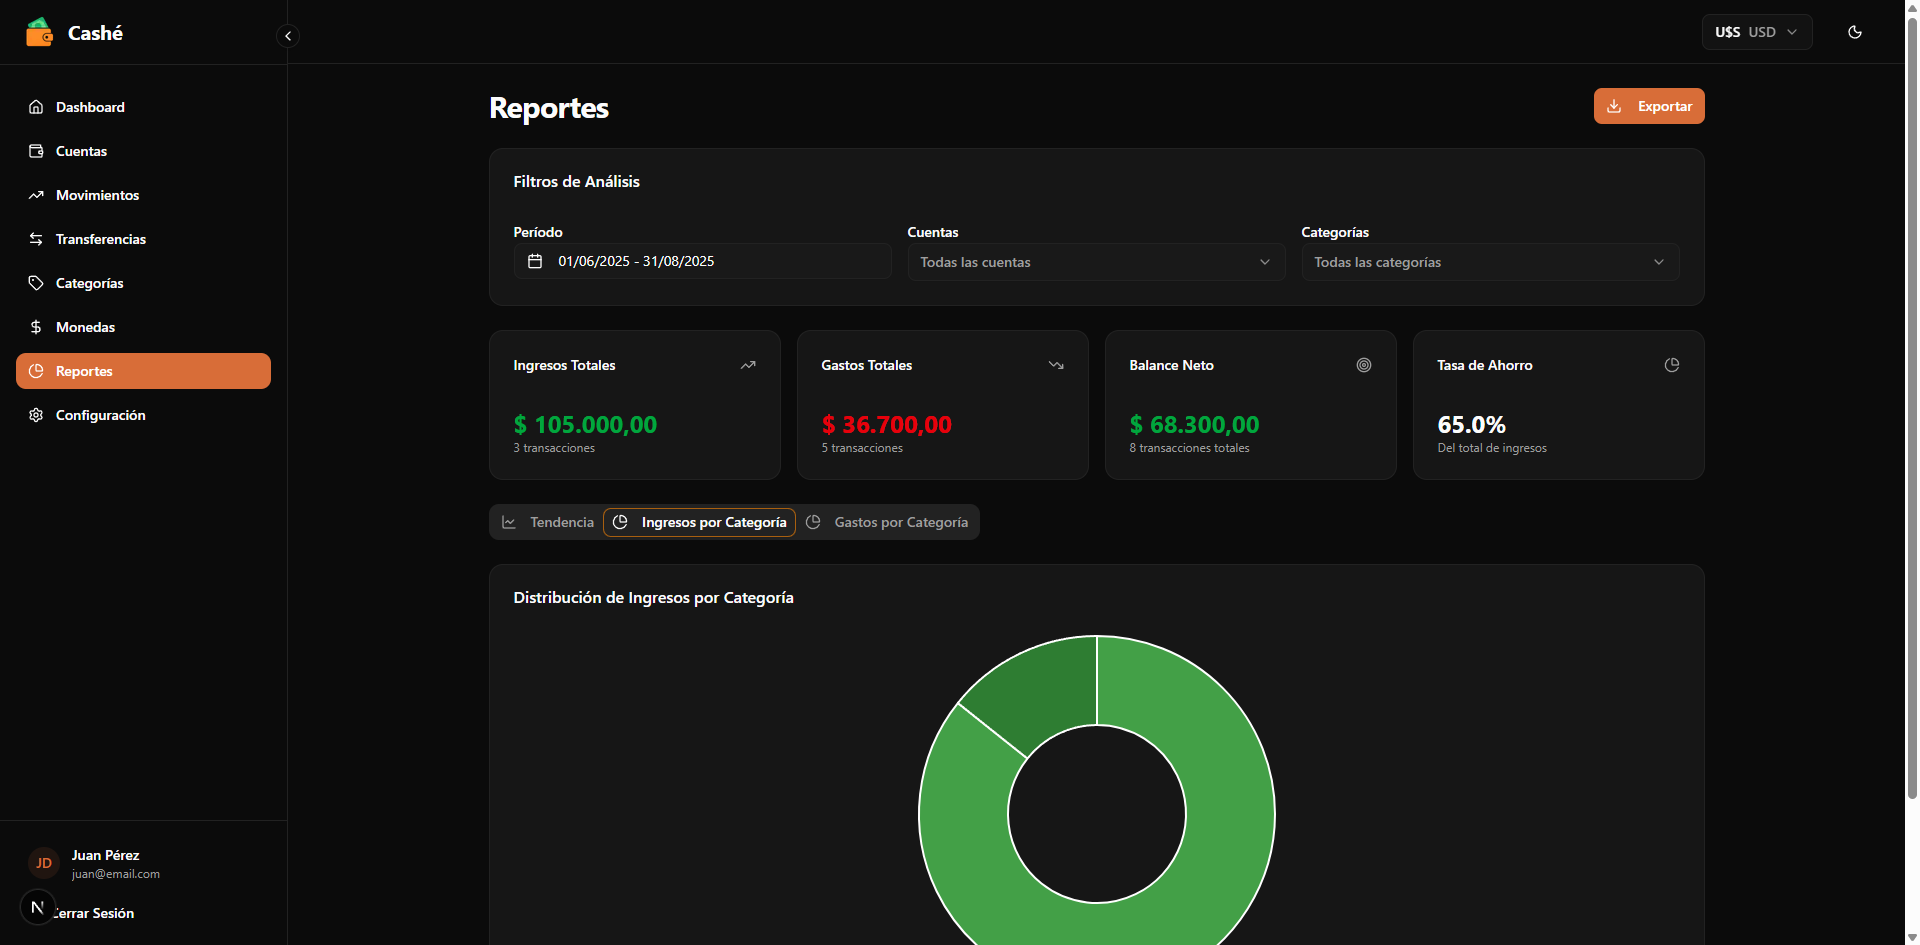 Cashé
U$S USD
Dashboard
Cuentas
Movimientos
Transferencias
Categorías
Monedas
Reportes
Configuración
JD
Juan Pérez
juan@email.com
N
Cerrar Sesión
Reportes
Exportar
Filtros de Análisis
Período
01/06/2025 - 31/08/2025
Cuentas
Todas las cuentas
Categorías
Todas las categorías
Ingresos Totales
$ 105.000,00
3 transacciones
Gastos Totales
$ 36.700,00
5 transacciones
Balance Neto
$ 68.300,00
8 transacciones totales
Tasa de Ahorro
65.0%
Del total de ingresos
Tendencia
Ingresos por Categoría
Gastos por Categoría
Distribución de Ingresos por Categoría